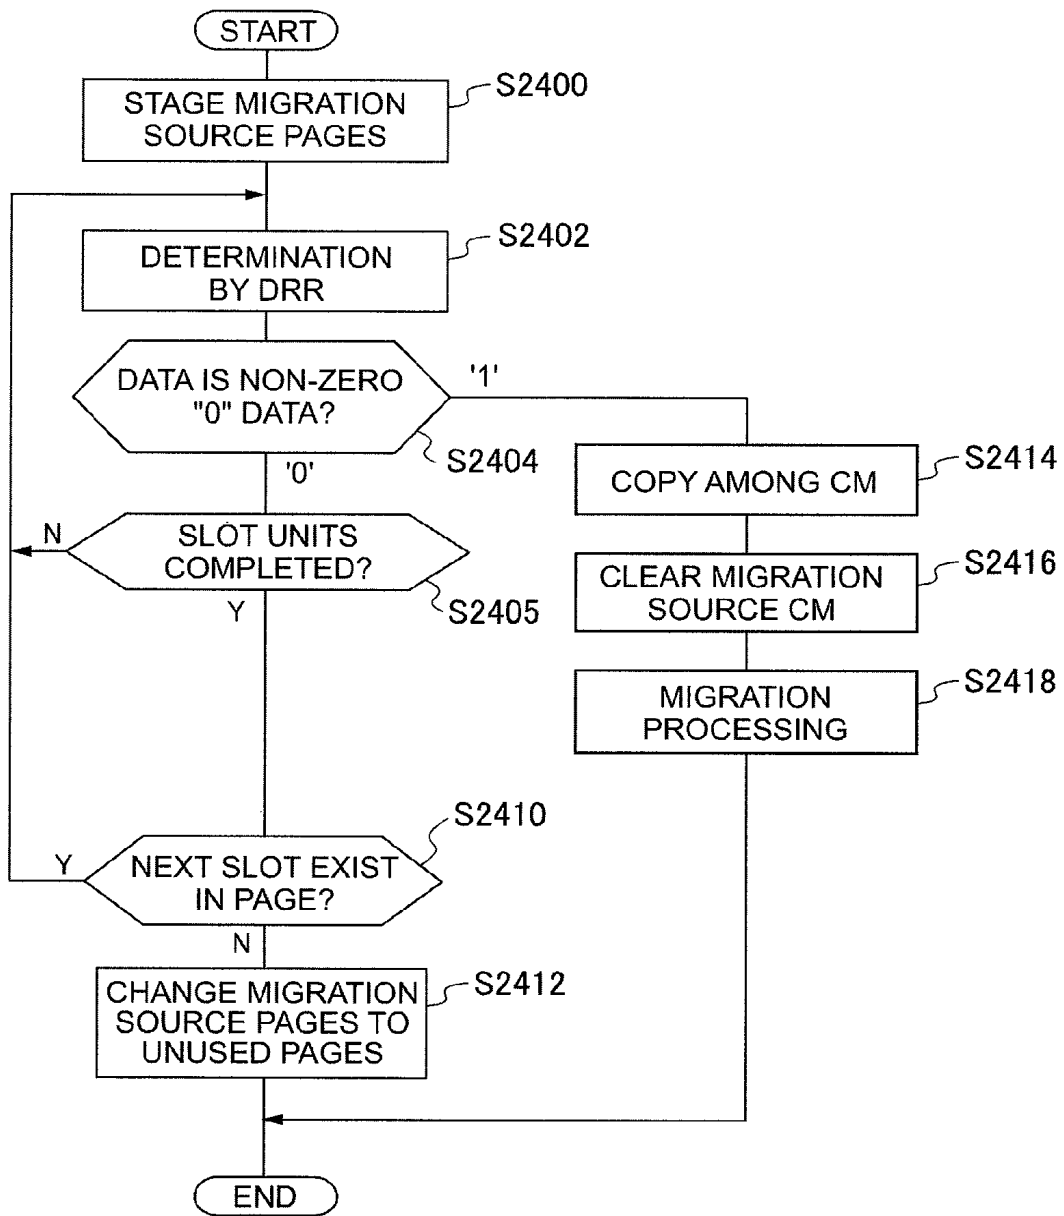 START
STAGE MIGRATION
SOURCE PAGES
S2400
DETERMINATION
BY DRR
S2402
DATA IS NON-ZERO
"0" DATA?
'1'
S2404
'0'
COPY AMONG CM
S2414
N
SLOT UNITS
COMPLETED?
S2405
Y
CLEAR MIGRATION
SOURCE CM
S2416
MIGRATION
PROCESSING
S2418
S2410
Y
NEXT SLOT EXIST
IN PAGE?
N
CHANGE MIGRATION
SOURCE PAGES TO
UNUSED PAGES
S2412
END